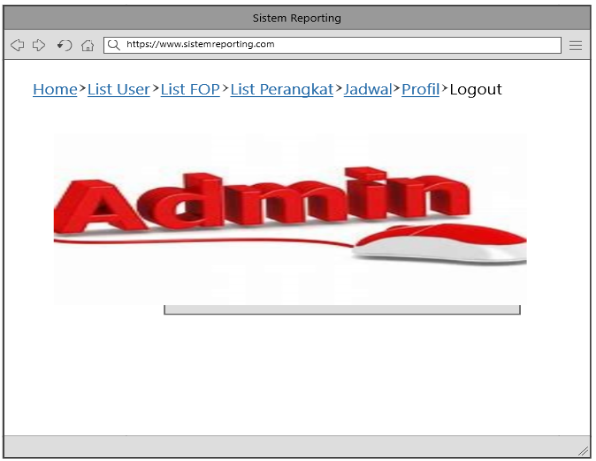 Sistem Reporting
https://www.sistemreporting.com
Home>List User>List FOP>List Perangkat>Jadwal>Profil>Logout
Admin